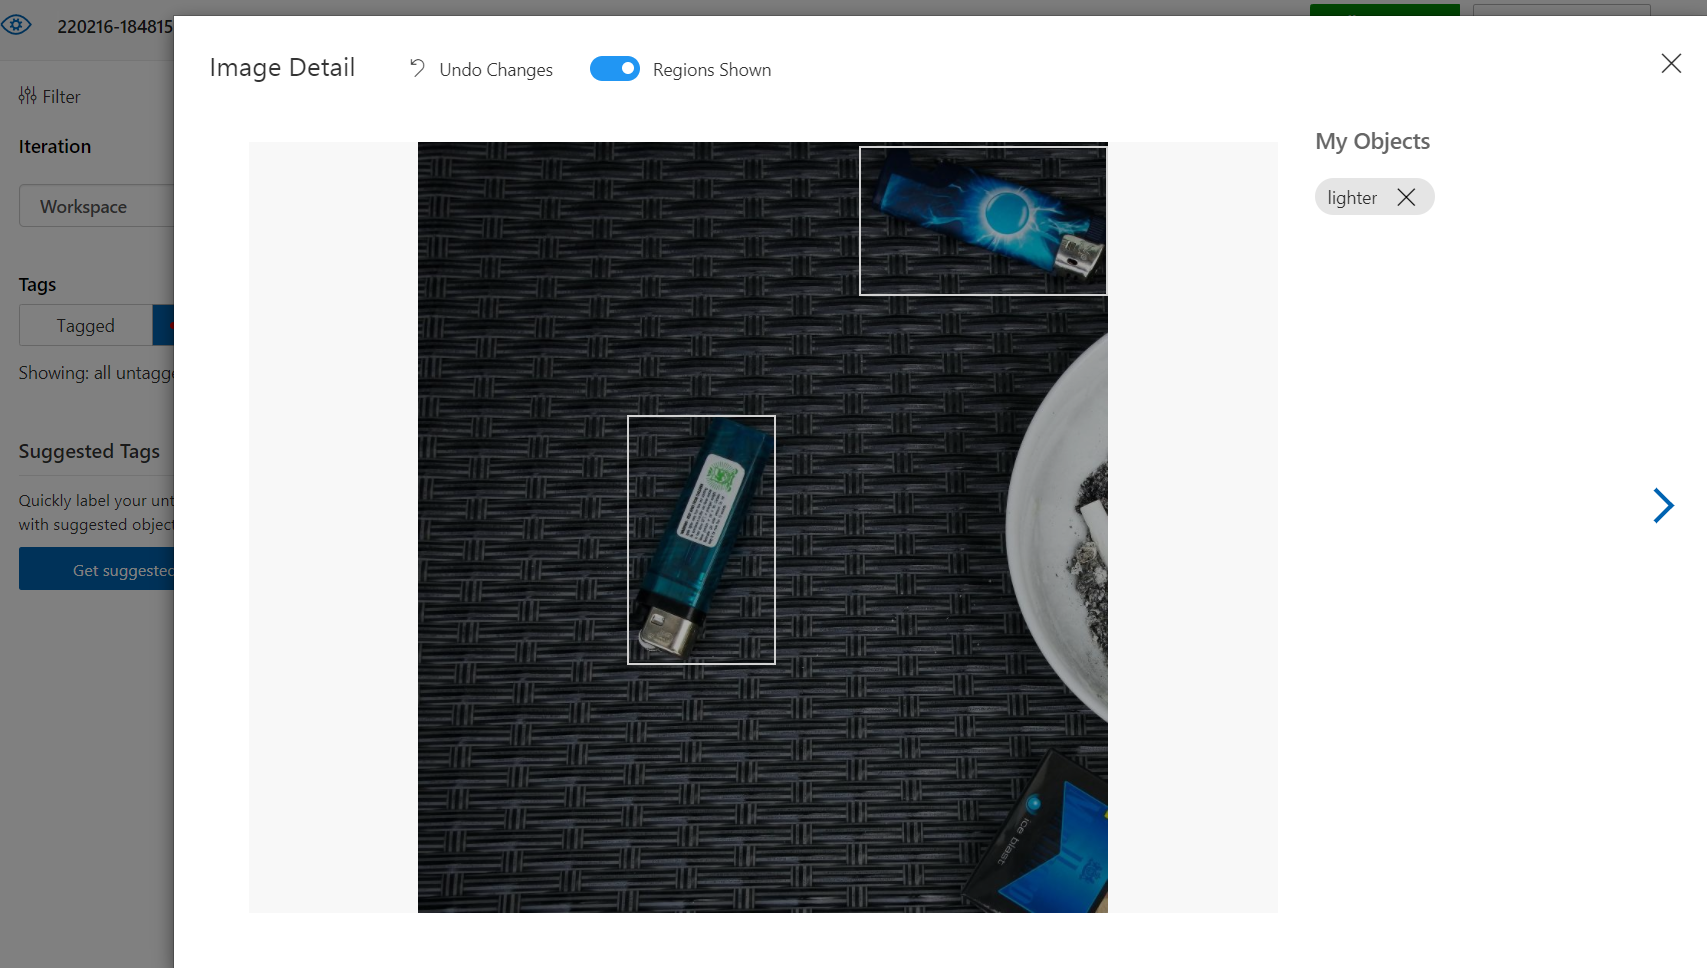 220216-184815
Image Detail
Undo Changes
Regions Shown
Filter
My Objects
Iteration
lighter
Workspace
Tags
Tagged
Showing: all untagge
Suggested Tags
Quickly label your unt
with suggested object
Get suggested
ice blast